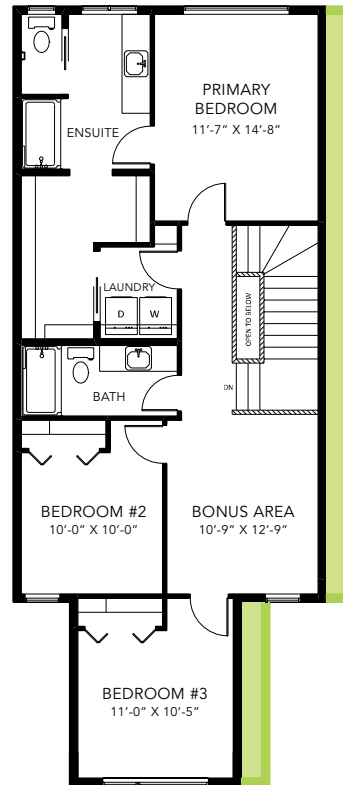 PRIMARY
BEDROOM
11'-7" X 14'-8"
ENSUITE
LAUNDRY
D
W
OPEN TO BELOW
DN
BATH
BEDROOM #2
10'-0" X 10'-0"
BONUS AREA
10'-9" X 12'-9"
BEDROOM #3
11'-0" X 10'-5"